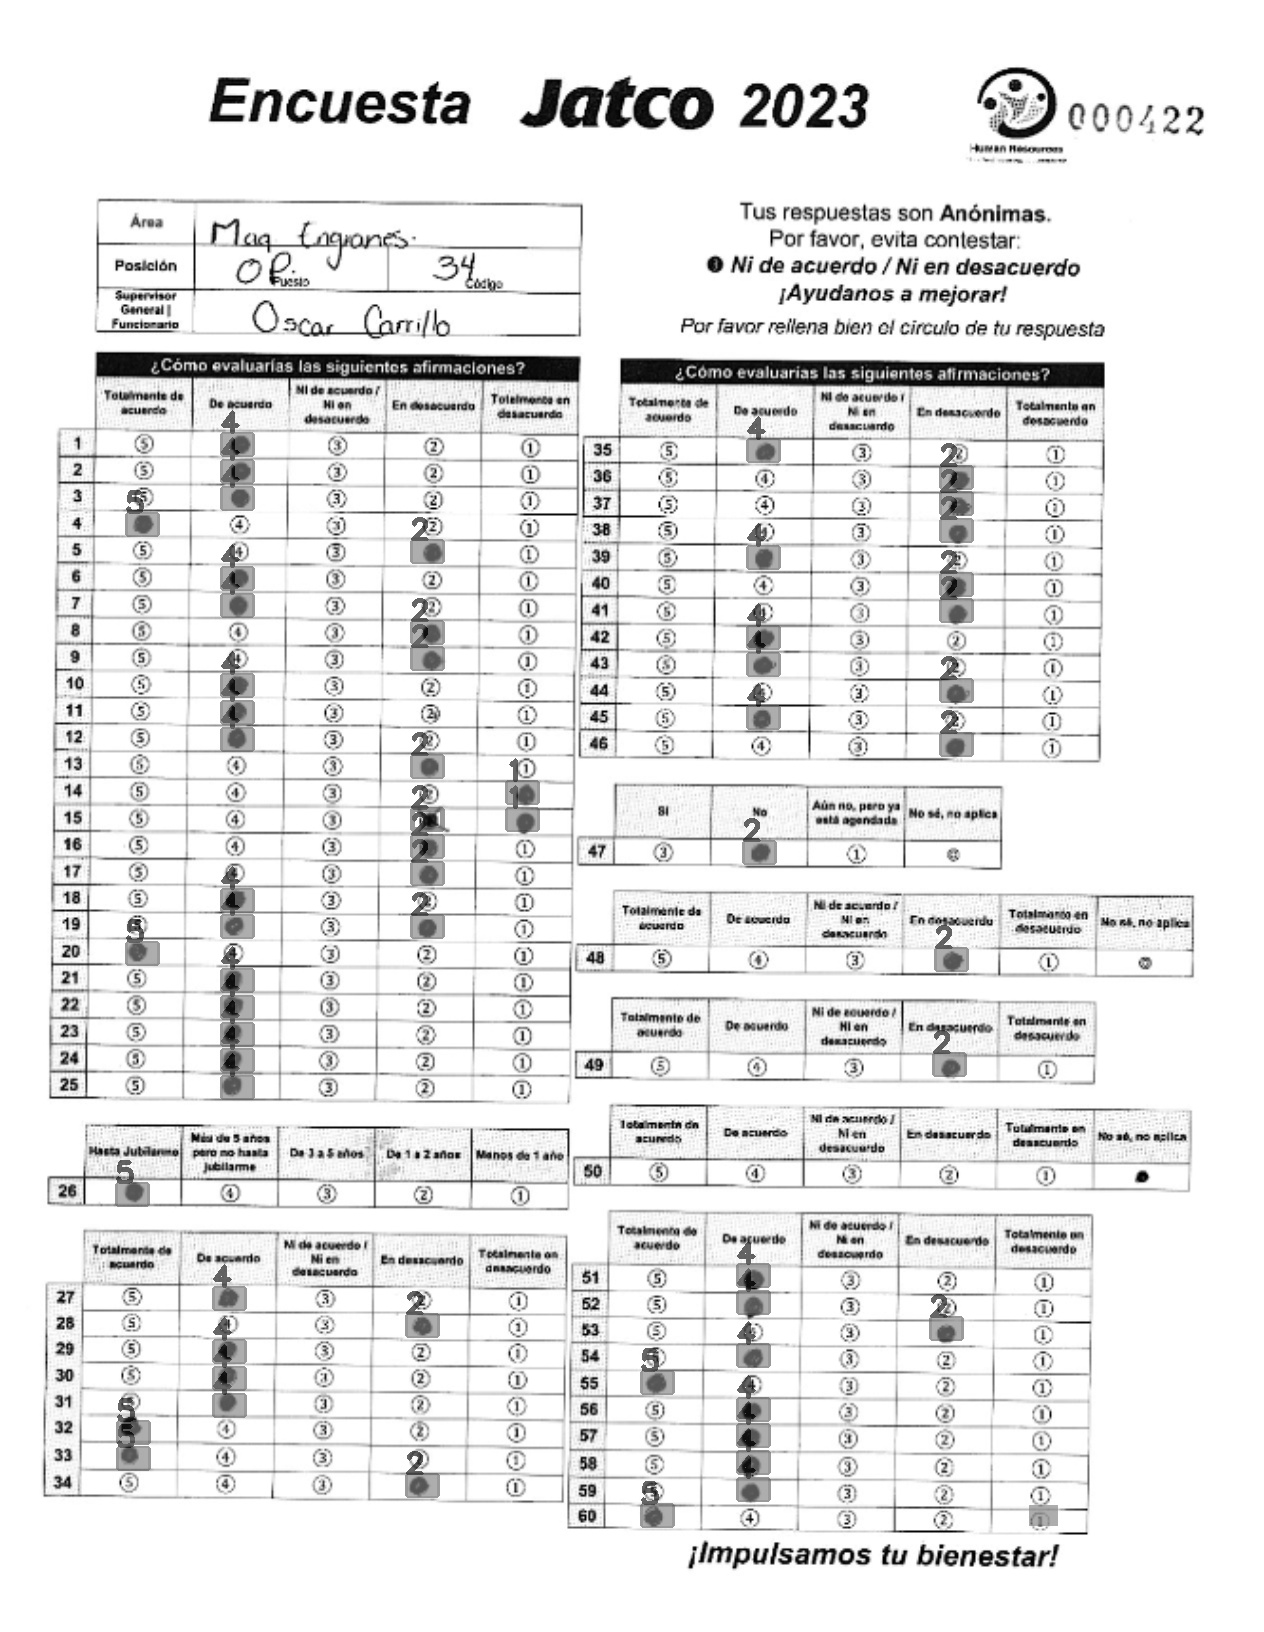 Encuesta Jatco 2023
000422
Human Resources
Área Maq Engranes.
Posición OP. Puesto 34 Código
Supervisor General | Funcionario Oscar Carrillo
Tus respuestas son Anónimas.
Por favor, evita contestar:
❸ Ni de acuerdo / Ni en desacuerdo
¡Ayudanos a mejorar!
Por favor rellena bien el circulo de tu respuesta
¿Cómo evaluarías las siguientes afirmaciones?
Totalmente de acuerdo De acuerdo Ni de acuerdo / Ni en desacuerdo En desacuerdo Totalmente en desacuerdo
1 ⑤ 4 ③ ② ①
2 ⑤ 4 ③ ② ①
3 ⑤ 4 ③ ② ①
4 5 ④ ③ ② ①
5 ⑤ ④ ③ 2 ①
6 ⑤ 4 ③ ② ①
7 ⑤ 4 ③ ② ①
8 ⑤ ④ ③ 2 ①
9 ⑤ ④ ③ 2 ①
10 ⑤ 4 ③ ② ①
11 ⑤ 4 ③ ② ①
12 ⑤ 4 ③ ② ①
13 ⑤ ④ ③ 2 ①
14 ⑤ ④ ③ ② 1
15 ⑤ ④ ③ 2 1
16 ⑤ ④ ③ 2 ①
17 ⑤ ④ ③ 2 ①
18 ⑤ 4 ③ ② ①
19 ⑤ 4 ③ 2 ①
20 5 ④ ③ ② ①
21 ⑤ 4 ③ ② ①
22 ⑤ 4 ③ ② ①
23 ⑤ 4 ③ ② ①
24 ⑤ 4 ③ ② ①
25 ⑤ 4 ③ ② ①
Hasta Jubilarme Más de 5 años pero no hasta jubilarme De 3 a 5 años De 1 a 2 años Menos de 1 año
26 5 ④ ③ ② ①
Totalmente de acuerdo De acuerdo Ni de acuerdo / Ni en desacuerdo En desacuerdo Totalmente en desacuerdo
27 ⑤ 4 ③ ② ①
28 ⑤ ④ ③ 2 ①
29 ⑤ 4 ③ ② ①
30 ⑤ 4 ③ ② ①
31 ⑤ 4 ③ ② ①
32 5 ④ ③ ② ①
33 5 ④ ③ ② ①
34 ⑤ ④ ③ 2 ①
¿Cómo evaluarías las siguientes afirmaciones?
Totalmente de acuerdo De acuerdo Ni de acuerdo / Ni en desacuerdo En desacuerdo Totalmente en desacuerdo
35 ⑤ 4 ③ ② ①
36 ⑤ ④ ③ 2 ①
37 ⑤ ④ ③ 2 ①
38 ⑤ ④ ③ 2 ①
39 ⑤ 4 ③ ② ①
40 ⑤ ④ ③ 2 ①
41 ⑤ ④ ③ 2 ①
42 ⑤ 4 ③ ② ①
43 ⑤ 4 ③ ② ①
44 ⑤ ④ ③ 2 ①
45 ⑤ 4 ③ ② ①
46 ⑤ ④ ③ 2 ①
Si No Aún no, pero ya está agendada No sé, no aplica
47 ③ 2 ① ⓪
Totalmente de acuerdo De acuerdo Ni de acuerdo / Ni en desacuerdo En desacuerdo Totalmente en desacuerdo No sé, no aplica
48 ⑤ ④ ③ 2 ① ⓪
Totalmente de acuerdo De acuerdo Ni de acuerdo / Ni en desacuerdo En desacuerdo Totalmente en desacuerdo
49 ⑤ ④ ③ 2 ①
Totalmente de acuerdo De acuerdo Ni de acuerdo / Ni en desacuerdo En desacuerdo Totalmente en desacuerdo No sé, no aplica
50 ⑤ ④ ③ ② ①
Totalmente de acuerdo De acuerdo Ni de acuerdo / Ni en desacuerdo En desacuerdo Totalmente en desacuerdo
51 ⑤ 4 ③ ② ①
52 ⑤ 4 ③ ② ①
53 ⑤ ④ ③ 2 ①
54 ⑤ 4 ③ ② ①
55 5 ④ ③ ② ①
56 ⑤ 4 ③ ② ①
57 ⑤ 4 ③ ② ①
58 ⑤ 4 ③ ② ①
59 ⑤ 4 ③ ② ①
60 5 ④ ③ ② ①
¡Impulsamos tu bienestar!